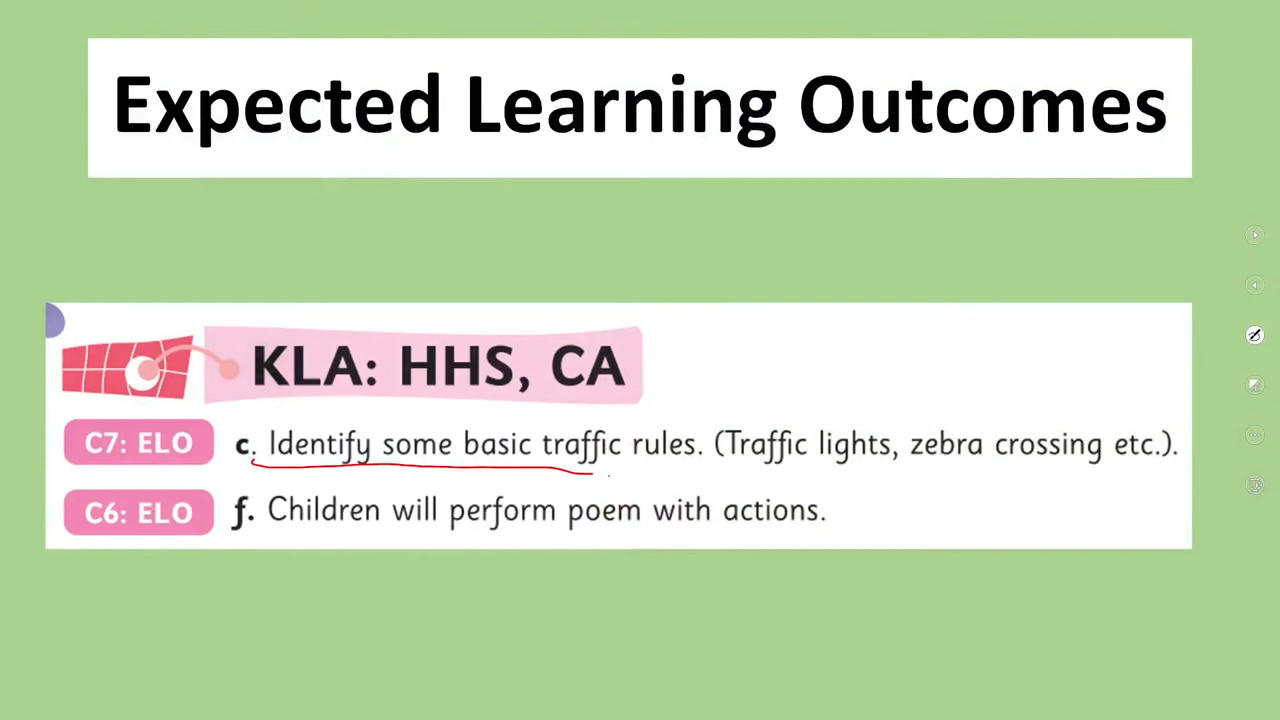 Expected Learning Outcomes
KLA: HHS, CA
C7: ELO c. Identify some basic traffic rules. (Traffic lights, zebra crossing etc.).
C6: ELO f. Children will perform poem with actions.